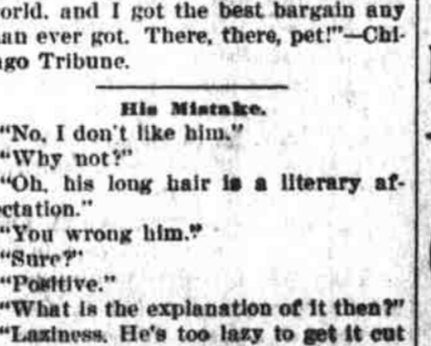 orld. and I got the best bargain any
an ever got. There, there, pet!"—Chi-
ago Tribune.
His Mistake.
"No, I don't like him."
"Why not?"
"Oh, his long hair is a literary af-
ectation."
"You wrong him."
"Sure?"
"Positive."
"What is the explanation of it then?"
"Laziness. He's too lazy to get it cut